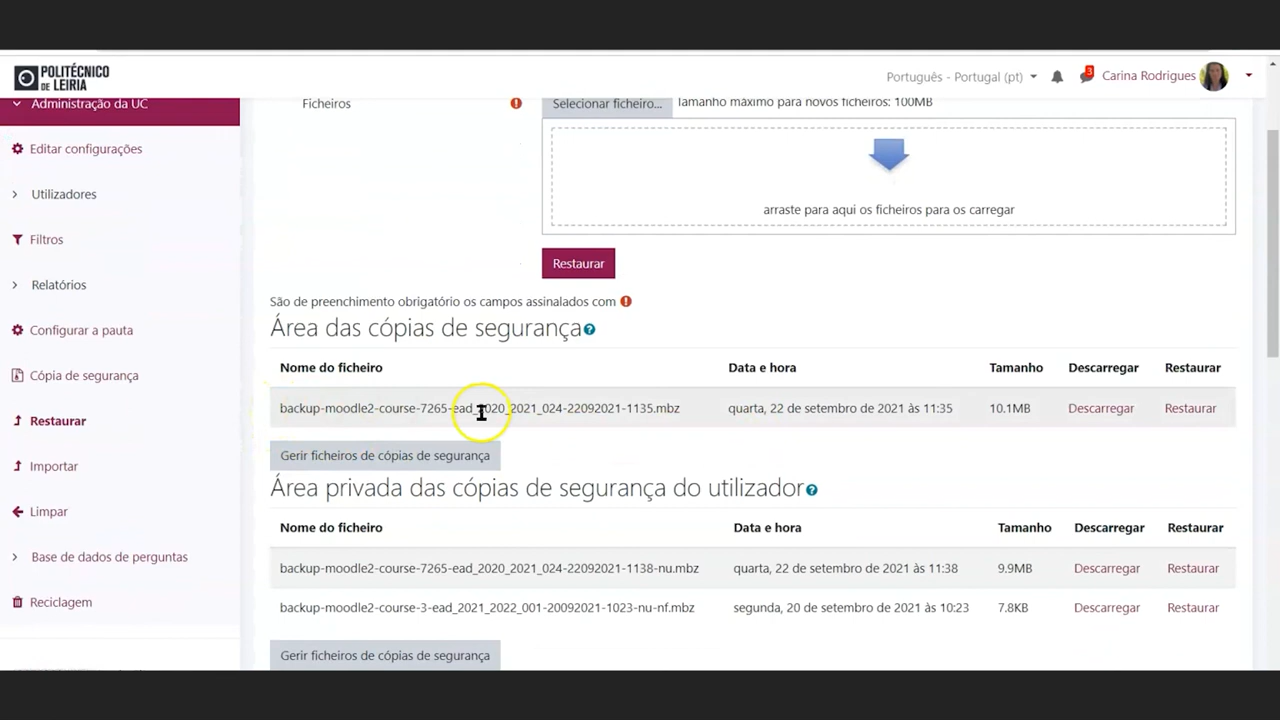 POLITÉCNICO
DE LEIRIA
Português - Portugal (pt)
3
Carina Rodrigues
Administração da UC
Editar configurações
Utilizadores
Filtros
Relatórios
Configurar a pauta
Cópia de segurança
Restaurar
Importar
Limpar
Base de dados de perguntas
Reciclagem
Ficheiros
Selecionar ficheiro...
Tamanho máximo para novos ficheiros: 100MB
arraste para aqui os ficheiros para os carregar
Restaurar
São de preenchimento obrigatório os campos assinalados com
Área das cópias de segurança
Nome do ficheiro Data e hora Tamanho Descarregar Restaurar
backup-moodle2-course-7265-ead_2020_2021_024-22092021-1135.mbz quarta, 22 de setembro de 2021 às 11:35 10.1MB Descarregar Restaurar
Gerir ficheiros de cópias de segurança
Área privada das cópias de segurança do utilizador
Nome do ficheiro Data e hora Tamanho Descarregar Restaurar
backup-moodle2-course-7265-ead_2020_2021_024-22092021-1138-nu.mbz quarta, 22 de setembro de 2021 às 11:38 9.9MB Descarregar Restaurar
backup-moodle2-course-3-ead_2021_2022_001-20092021-1023-nu-nf.mbz segunda, 20 de setembro de 2021 às 10:23 7.8KB Descarregar Restaurar
Gerir ficheiros de cópias de segurança